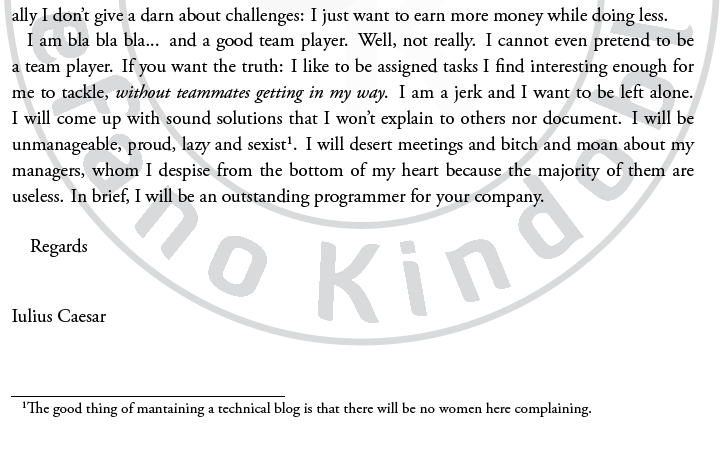 ally I don't give a darn about challenges: I just want to earn more money while doing less.
I am bla bla bla... and a good team player. Well, not really. I cannot even pretend to be
a team player. If you want the truth: I like to be assigned tasks I find interesting enough for
me to tackle, without teammates getting in my way. I am a jerk and I want to be left alone.
I will come up with sound solutions that I won't explain to others nor document. I will be
unmanageable, proud, lazy and sexist¹. I will desert meetings and bitch and moan about my
managers, whom I despise from the bottom of my heart because the majority of them are
useless. In brief, I will be an outstanding programmer for your company.
Regards
Iulius Caesar
¹The good thing of mantaining a technical blog is that there will be no women here complaining.
erano Kindobl